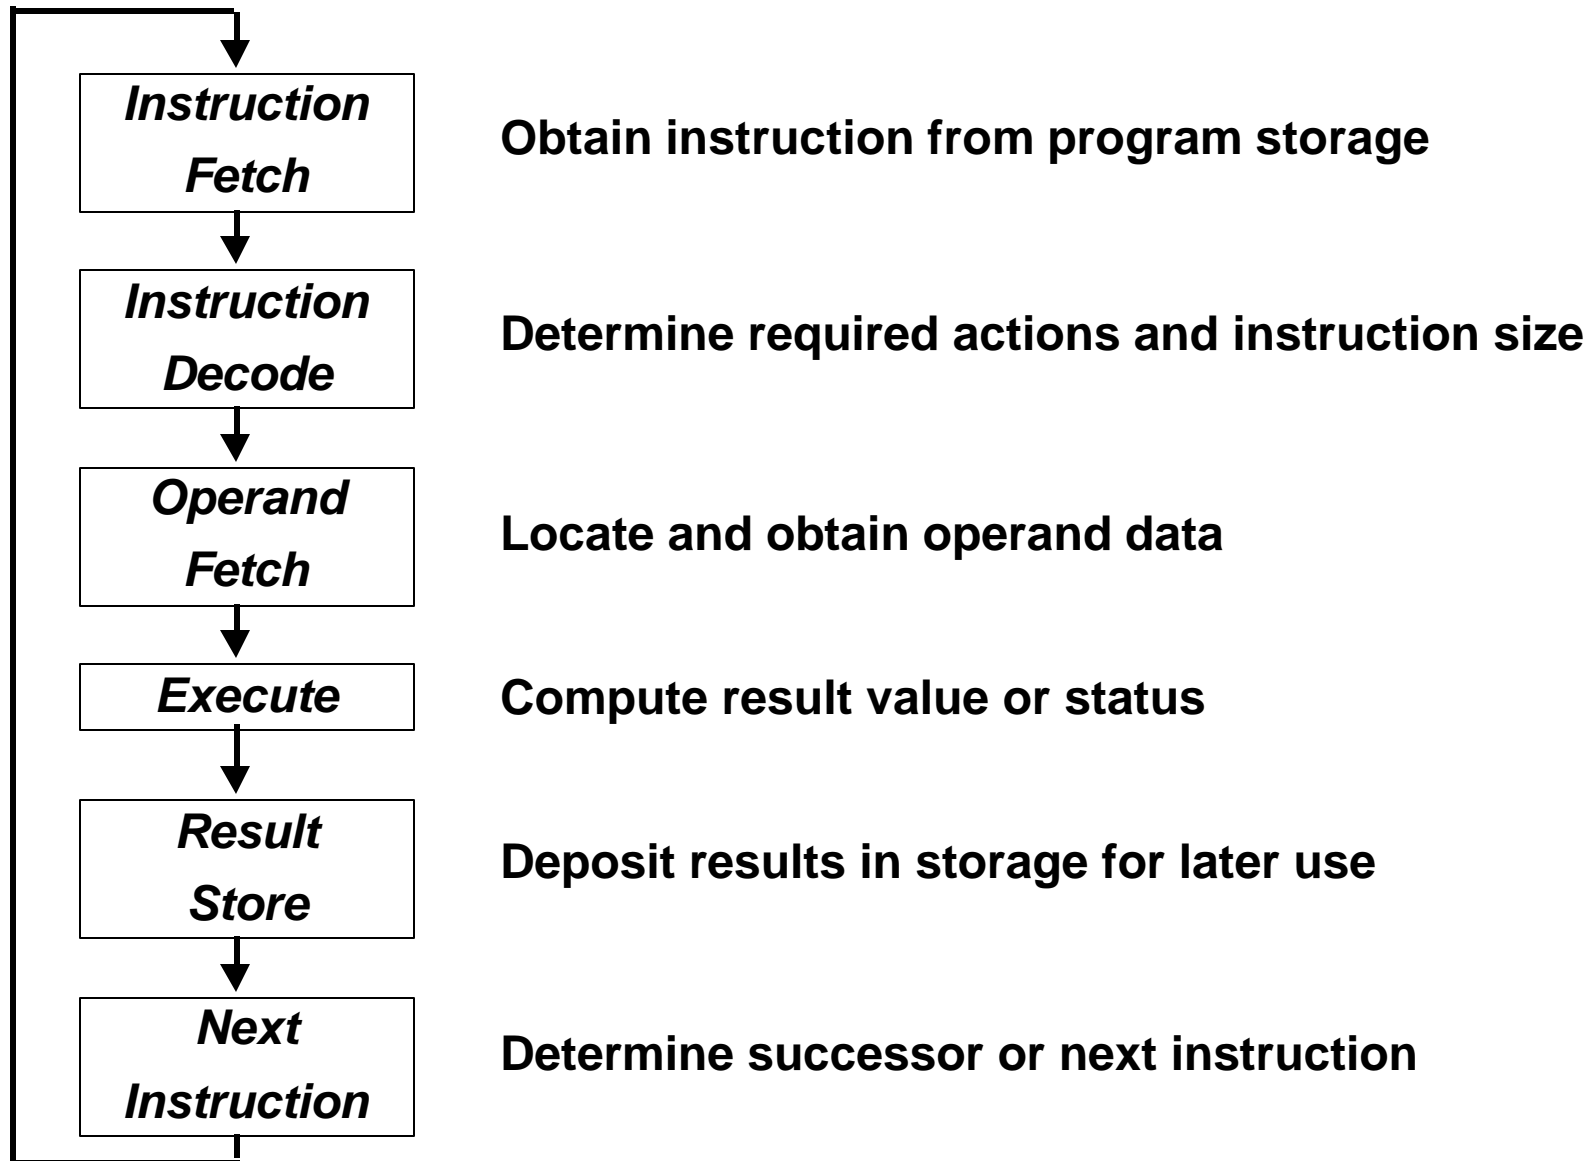 Instruction
Fetch
Obtain instruction from program storage
Instruction
Decode
Determine required actions and instruction size
Operand
Fetch
Locate and obtain operand data
Execute
Compute result value or status
Result
Store
Deposit results in storage for later use
Next
Instruction
Determine successor or next instruction